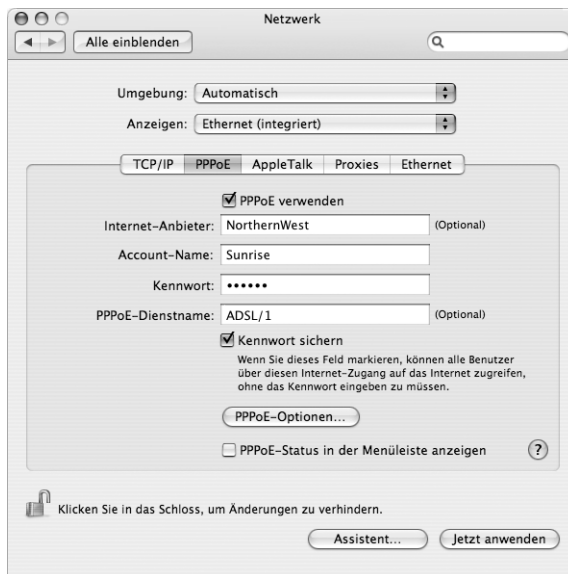 Netzwerk
Alle einblenden
Umgebung: Automatisch
Anzeigen: Ethernet (integriert)
TCP/IP PPPoE AppleTalk Proxies Ethernet
PPPoE verwenden
Internet-Anbieter: NorthernWest (Optional)
Account-Name: Sunrise
Kennwort: ••••••
PPPoE-Dienstname: ADSL/1 (Optional)
Kennwort sichern
Wenn Sie dieses Feld markieren, können alle Benutzer
über diesen Internet-Zugang auf das Internet zugreifen,
ohne das Kennwort eingeben zu müssen.
PPPoE-Optionen...
PPPoE-Status in der Menüleiste anzeigen ?
Klicken Sie in das Schloss, um Änderungen zu verhindern.
Assistent... Jetzt anwenden